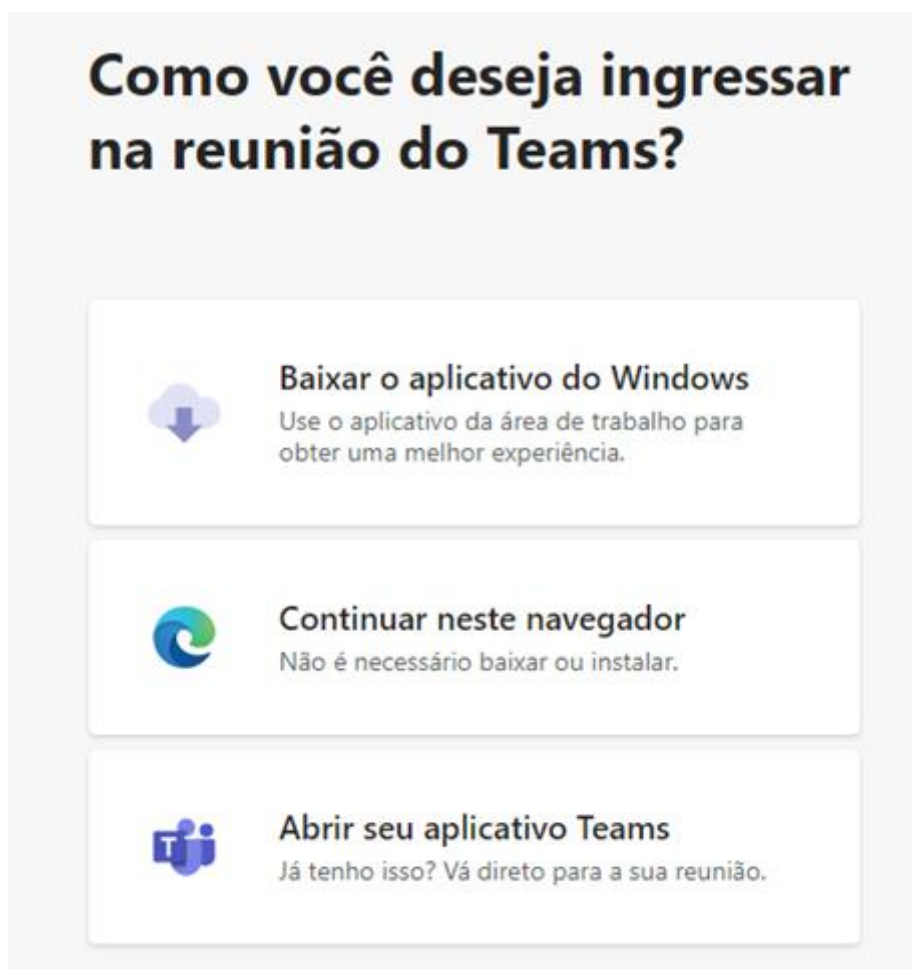 Como você deseja ingressar
na reunião do Teams?
Baixar o aplicativo do Windows
Use o aplicativo da área de trabalho para
obter uma melhor experiência.
Continuar neste navegador
Não é necessário baixar ou instalar.
T
Abrir seu aplicativo Teams
Já tenho isso? Vá direto para a sua reunião.